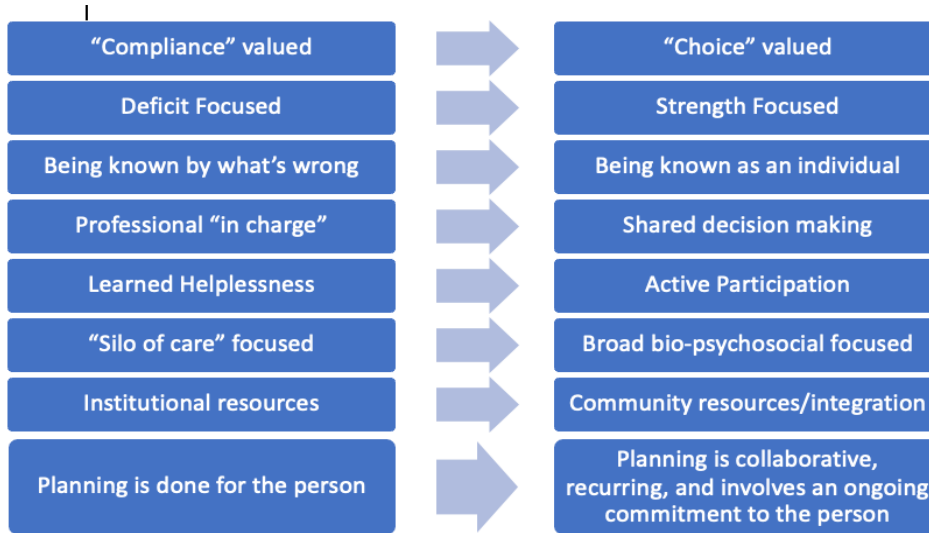 “Compliance” valued
“Choice” valued
Deficit Focused
Strength Focused
Being known by what’s wrong
Being known as an individual
Professional “in charge”
Shared decision making
Learned Helplessness
Active Participation
“Silo of care” focused
Broad bio-psychosocial focused
Institutional resources
Community resources/integration
Planning is done for the person
Planning is collaborative,
recurring, and involves an ongoing
commitment to the person